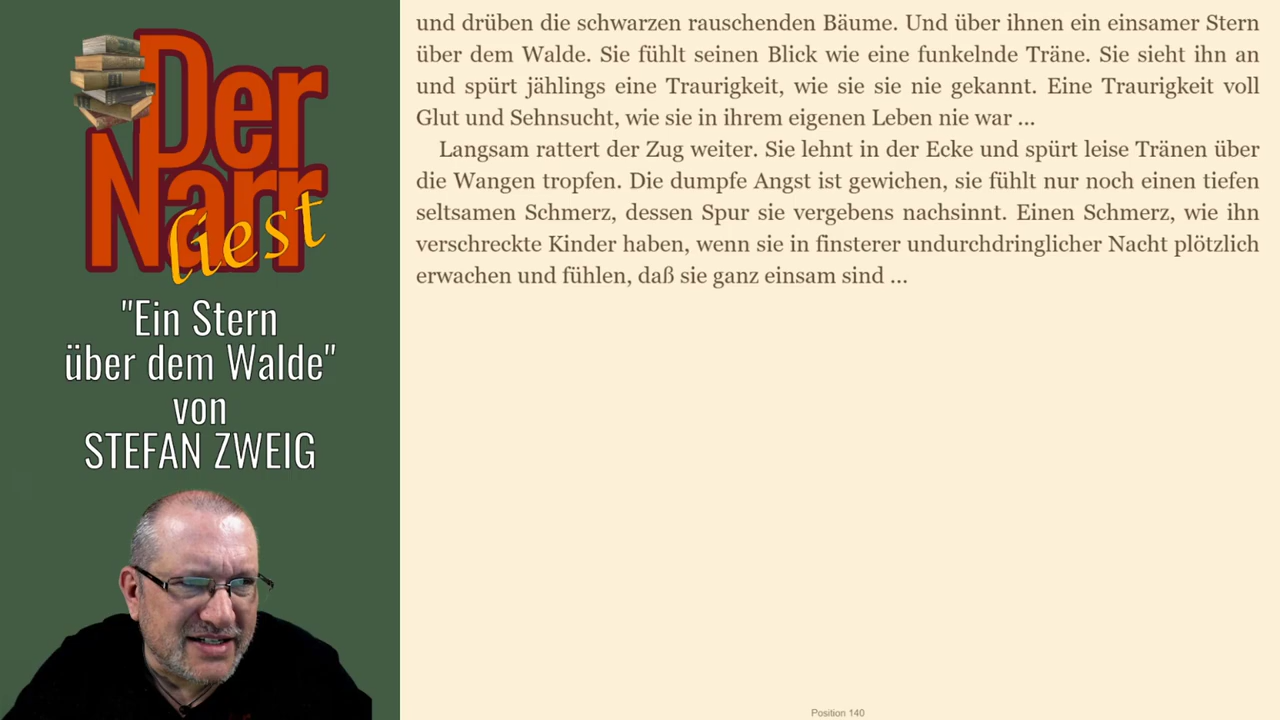 Der
Narr
liest
"Ein Stern
über dem Walde"
von
STEFAN ZWEIG
und drüben die schwarzen rauschenden Bäume. Und über ihnen ein einsamer Stern
über dem Walde. Sie fühlt seinen Blick wie eine funkelnde Träne. Sie sieht ihn an
und spürt jählings eine Traurigkeit, wie sie sie nie gekannt. Eine Traurigkeit voll
Glut und Sehnsucht, wie sie in ihrem eigenen Leben nie war ...
Langsam rattert der Zug weiter. Sie lehnt in der Ecke und spürt leise Tränen über
die Wangen tropfen. Die dumpfe Angst ist gewichen, sie fühlt nur noch einen tiefen
seltsamen Schmerz, dessen Spur sie vergebens nachsinnt. Einen Schmerz, wie ihn
verschreckte Kinder haben, wenn sie in finsterer undurchdringlicher Nacht plötzlich
erwachen und fühlen, daß sie ganz einsam sind ...
Position 140